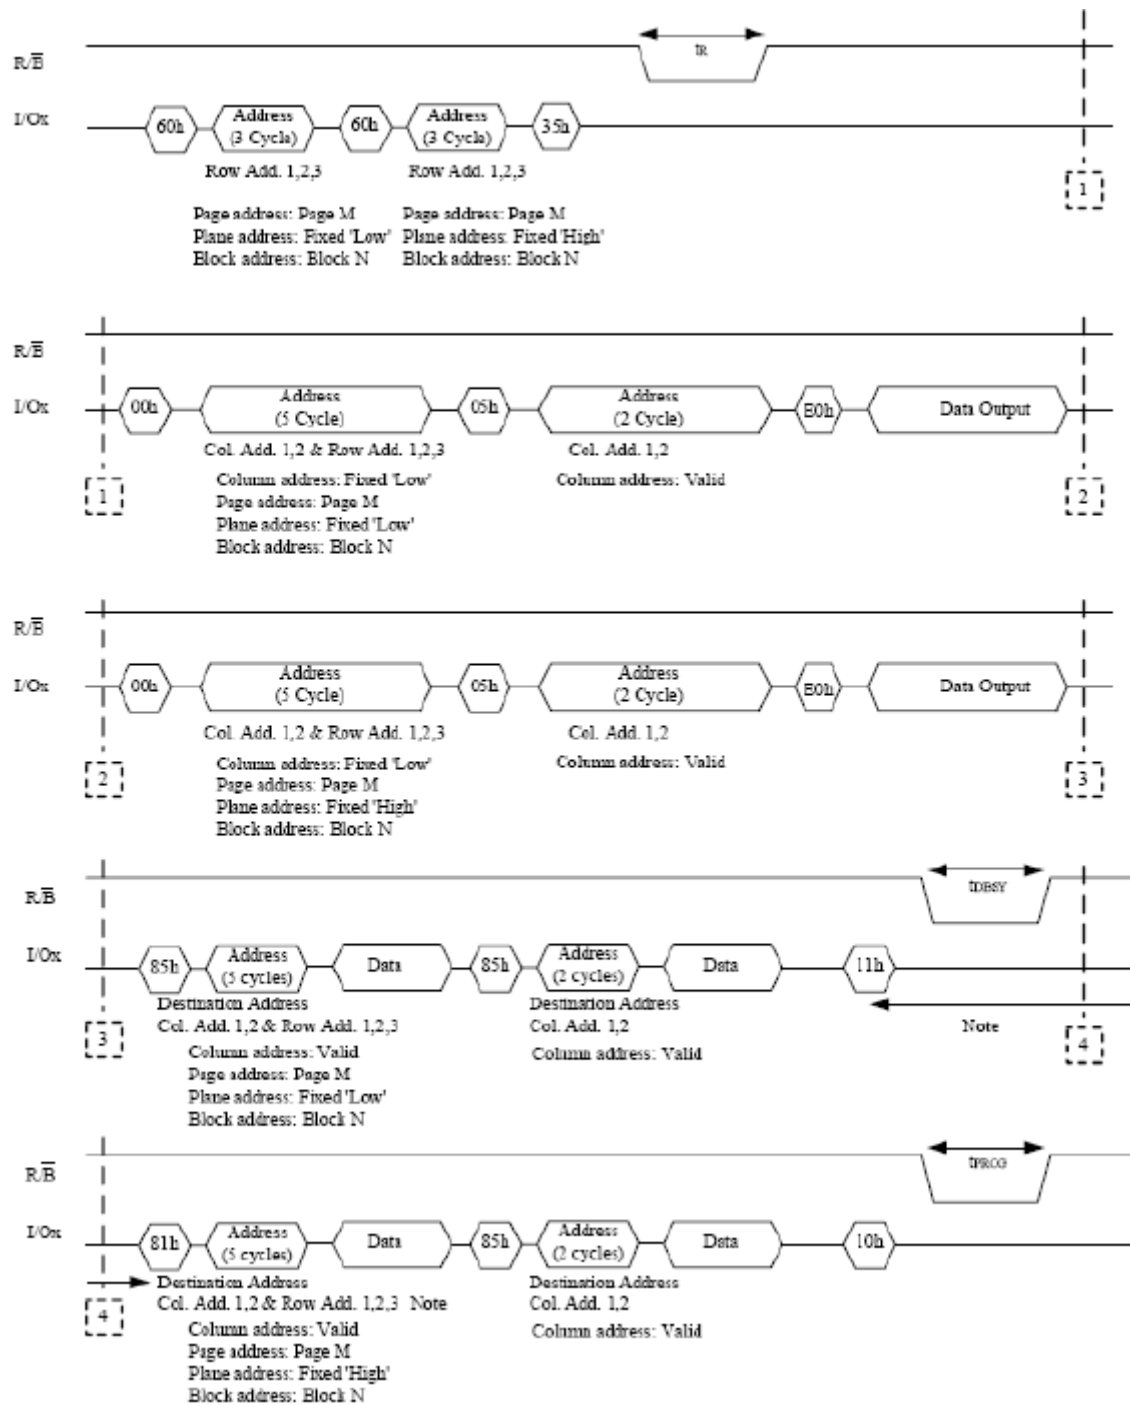 tR
R/B̅
I/Ox
60h Address (3 Cycle) 60h Address (3 Cycle) 35h
Row Add. 1,2,3 Row Add. 1,2,3
1
Page address: Page M Page address: Page M
Plane address: Fixed 'Low' Plane address: Fixed 'High'
Block address: Block N Block address: Block N
R/B̅
I/Ox
00h Address (5 Cycle) 05h Address (2 Cycle) E0h Data Output
Col. Add. 1,2 & Row Add. 1,2,3 Col. Add. 1,2
Column address: Fixed 'Low' Column address: Valid
1 Page address: Page M 2
Plane address: Fixed 'Low'
Block address: Block N
R/B̅
I/Ox
00h Address (5 Cycle) 05h Address (2 Cycle) E0h Data Output
Col. Add. 1,2 & Row Add. 1,2,3 Col. Add. 1,2
Column address: Fixed 'Low' Column address: Valid
2 Page address: Page M 3
Plane address: Fixed 'High'
Block address: Block N
tDBSY
R/B̅
I/Ox
85h Address (5 cycles) Data 85h Address (2 cycles) Data 11h
Destination Address Destination Address
Col. Add. 1,2 & Row Add. 1,2,3 Col. Add. 1,2 Note
3 Column address: Valid Column address: Valid 4
Page address: Page M
Plane address: Fixed 'Low'
Block address: Block N
tPROG
R/B̅
I/Ox
81h Address (5 cycles) Data 85h Address (2 cycles) Data 10h
Destination Address Destination Address
4 Col. Add. 1,2 & Row Add. 1,2,3 Note Col. Add. 1,2
Column address: Valid Column address: Valid
Page address: Page M
Plane address: Fixed 'High'
Block address: Block N